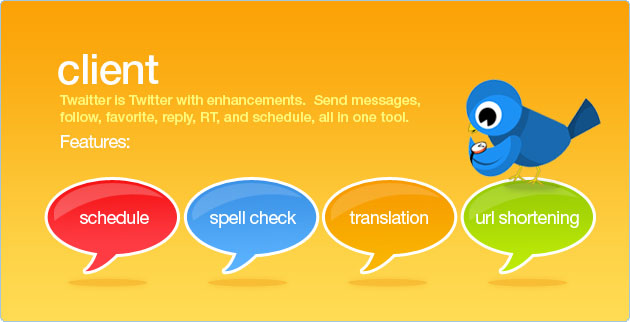 client
Twaitter is Twitter with enhancements.  Send messages,
follow, favorite, reply, RT, and schedule, all in one tool.
Features:
schedule
spell check
translation
url shortening